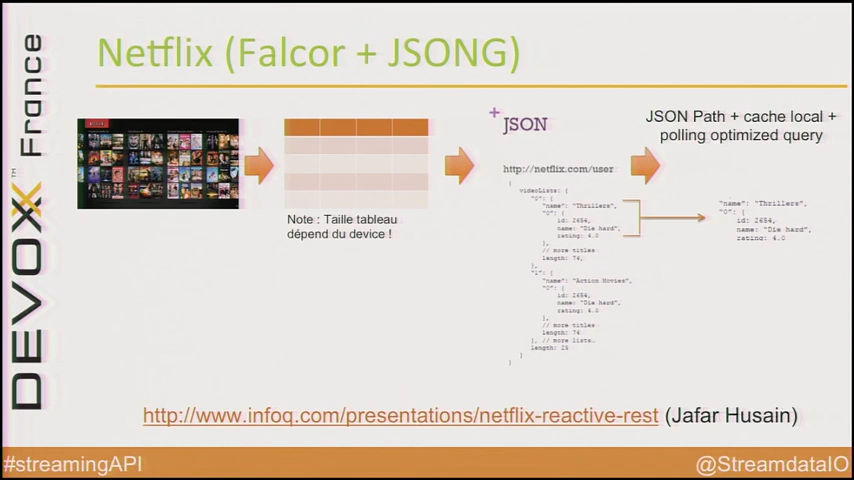 Netflix (Falcor + JSONG)
DEVOXX™ France
NETFLIX
+
JSON
JSON Path + cache local +
polling optimized query
Note : Taille tableau
dépend du device !
http://netflix.com/user
{
videoLists: {
"0": {
"name": "Thrillers",
"0": {
id: 2654,
name: "Die hard",
rating: 4.0
},
// more titles
length: 74,
},
"1": {
"name": "Action Movies",
"0": {
id: 2654,
name: "Die hard",
rating: 4.0
},
// more titles
length: 74
}, // more lists.
length: 25
}
}
"name": "Thrillers",
"0": {
id: 2654,
name: "Die hard",
rating: 4.0
http://www.infoq.com/presentations/netflix-reactive-rest (Jafar Husain)
#streamingAPI
@StreamdataIO